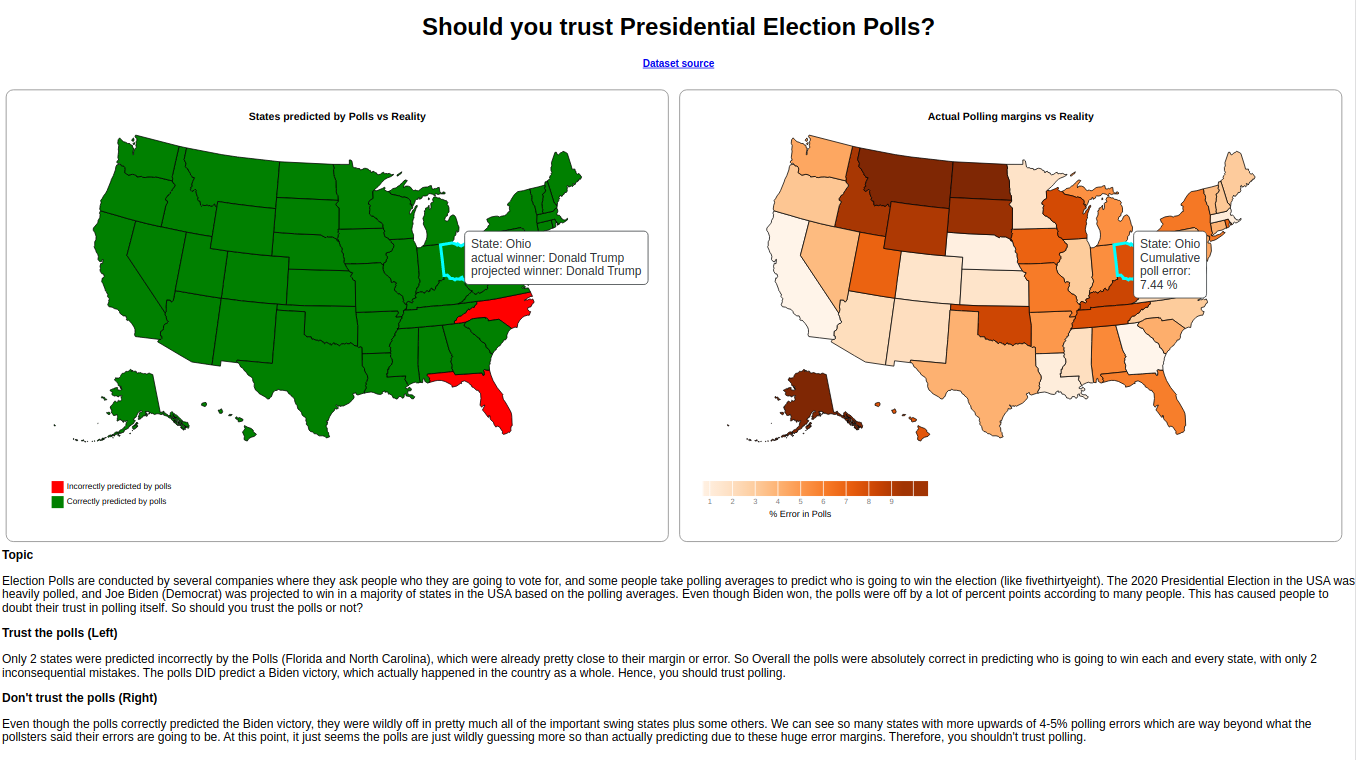 Should you trust Presidential Election Polls?
Dataset source
States predicted by Polls vs Reality
State: Ohio
actual winner: Donald Trump
projected winner: Donald Trump
Incorrectly predicted by polls
Correctly predicted by polls
Actual Polling margins vs Reality
State: Ohio
Cumulative
poll error:
7.44 %
1 2 3 4 5 6 7 8 9
% Error in Polls
Topic
Election Polls are conducted by several companies where they ask people who they are going to vote for, and some people take polling averages to predict who is going to win the election (like fivethirtyeight). The 2020 Presidential Election in the USA was
heavily polled, and Joe Biden (Democrat) was projected to win in a majority of states in the USA based on the polling averages. Even though Biden won, the polls were off by a lot of percent points according to many people. This has caused people to
doubt their trust in polling itself. So should you trust the polls or not?
Trust the polls (Left)
Only 2 states were predicted incorrectly by the Polls (Florida and North Carolina), which were already pretty close to their margin or error. So Overall the polls were absolutely correct in predicting who is going to win each and every state, with only 2
inconsequential mistakes. The polls DID predict a Biden victory, which actually happened in the country as a whole. Hence, you should trust polling.
Don't trust the polls (Right)
Even though the polls correctly predicted the Biden victory, they were wildly off in pretty much all of the important swing states plus some others. We can see so many states with more upwards of 4-5% polling errors which are way beyond what the
pollsters said their errors are going to be. At this point, it just seems the polls are just wildly guessing more so than actually predicting due to these huge error margins. Therefore, you shouldn't trust polling.